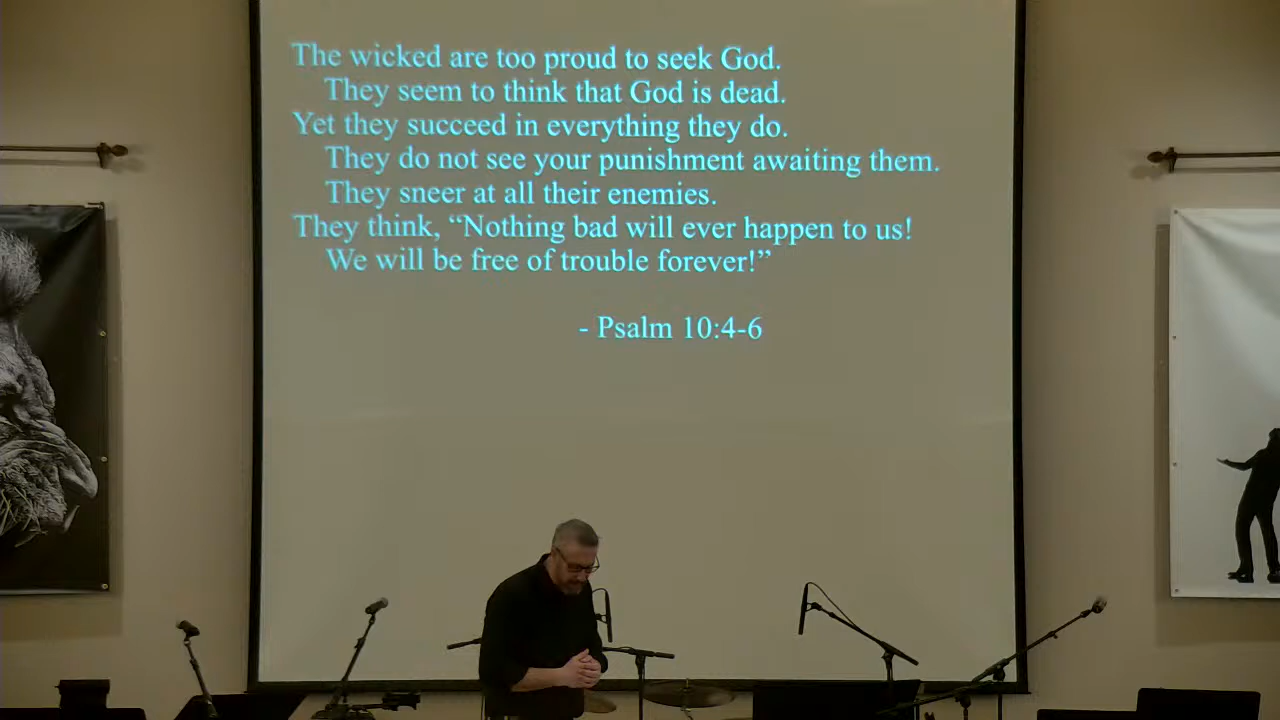 The wicked are too proud to seek God.
They seem to think that God is dead.
Yet they succeed in everything they do.
They do not see your punishment awaiting them.
They sneer at all their enemies.
They think, “Nothing bad will ever happen to us!
We will be free of trouble forever!”
- Psalm 10:4-6